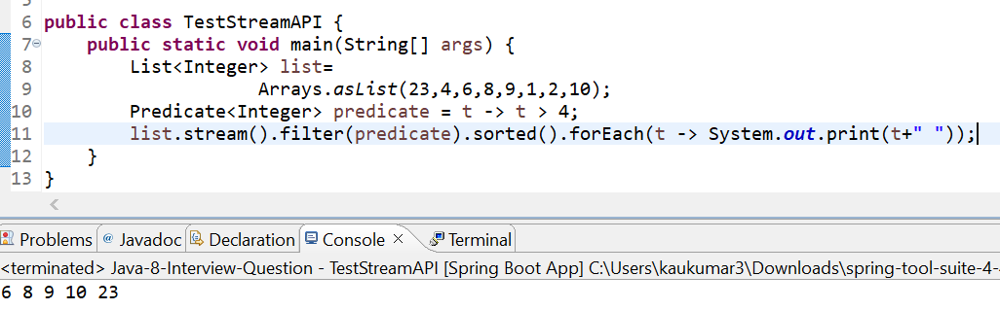 6 public class TestStreamAPI {
7 public static void main(String[] args) {
8 List<Integer> list=
9 Arrays.asList(23,4,6,8,9,1,2,10);
10 Predicate<Integer> predicate = t -> t > 4;
11 list.stream().filter(predicate).sorted().forEach(t -> System.out.print(t+" "));
12 }
13 }
Problems @ Javadoc Declaration Console Terminal
<terminated> Java-8-Interview-Question - TestStreamAPI [Spring Boot App] C:\Users\kaukumar3\Downloads\spring-tool-suite-4-
6 8 9 10 23